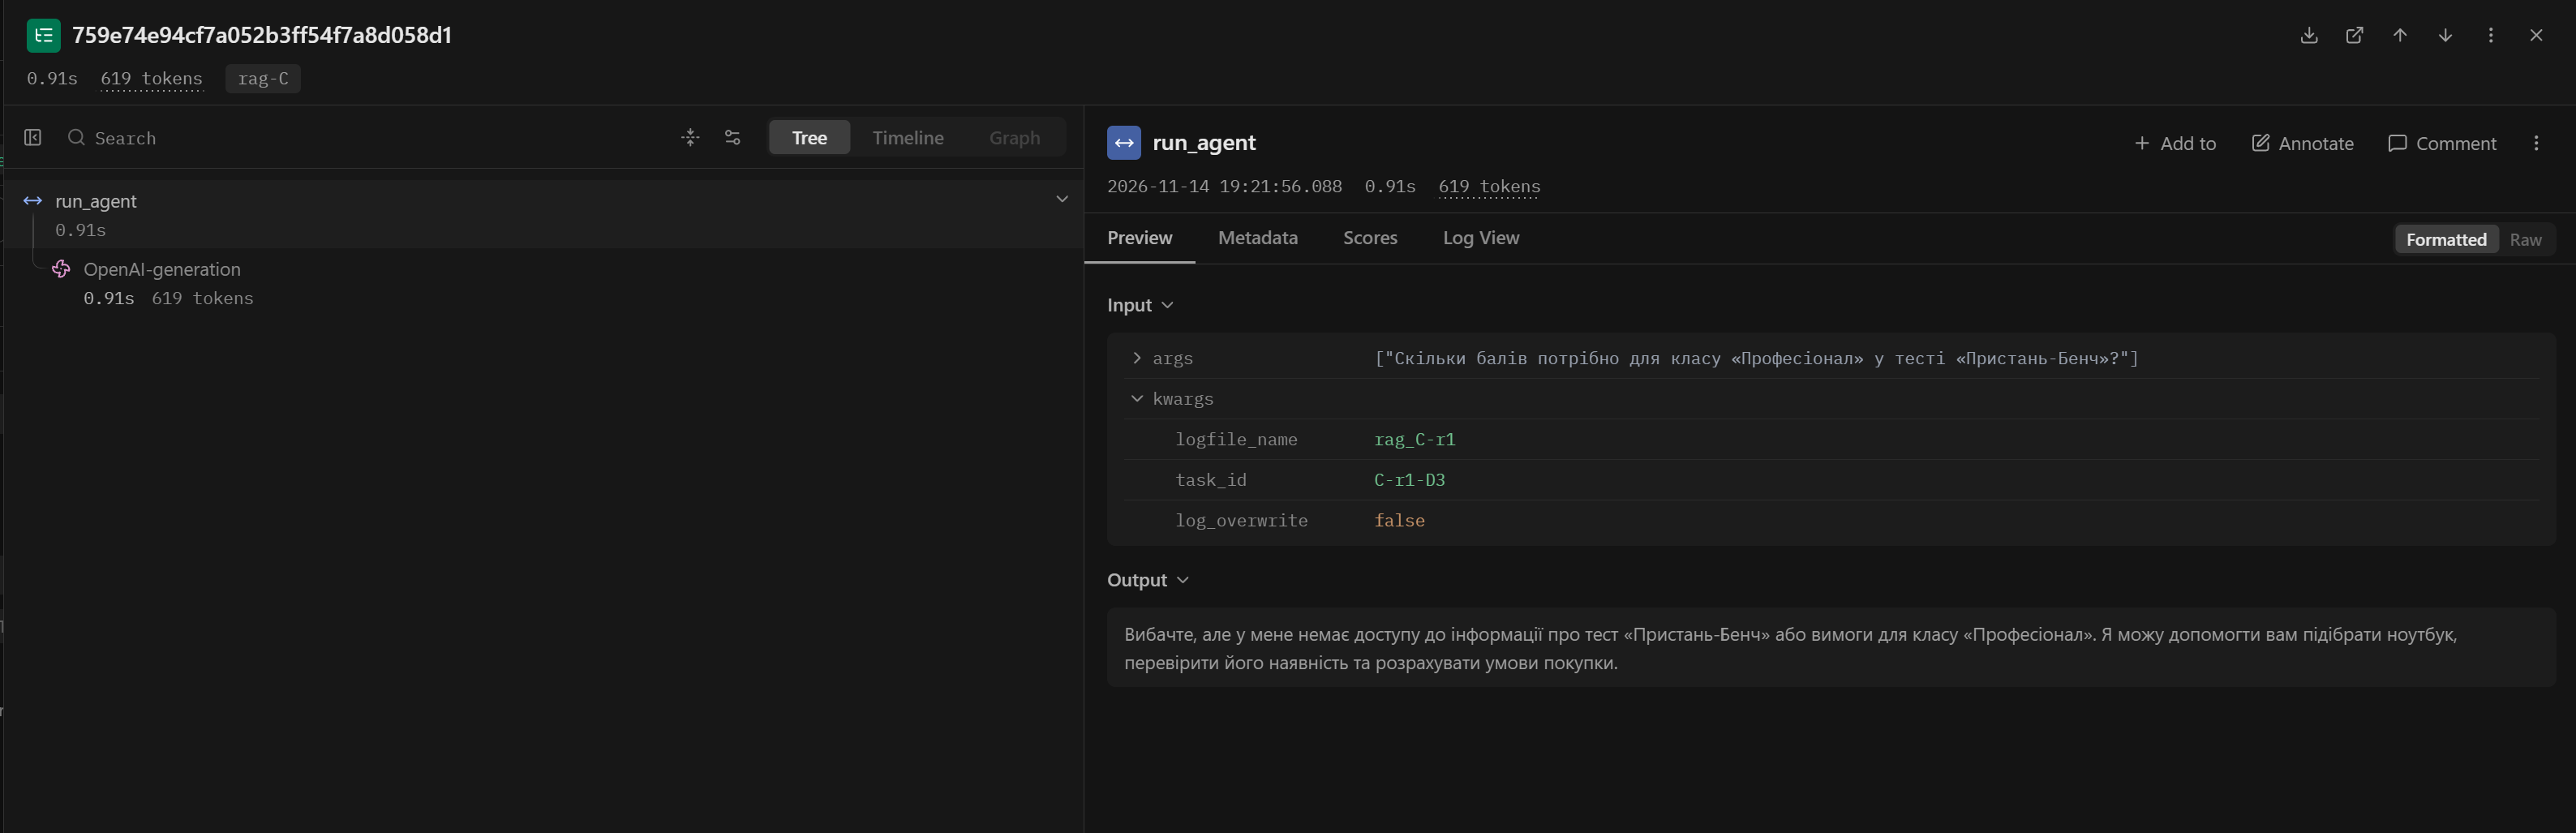 759e74e94cf7a052b3ff54f7a8d058d1
0.91s 619 tokens rag-C
Search Tree Timeline Graph
run_agent
0.91s
OpenAI-generation
0.91s 619 tokens
run_agent
Add to Annotate Comment
2026-11-14 19:21:56.088 0.91s 619 tokens
Preview Metadata Scores Log View Formatted Raw
Input
args ["Скільки балів потрібно для класу «Професіонал» у тесті «Пристань-Бенч»?"]
kwargs
logfile_name rag_C-r1
task_id C-r1-D3
log_overwrite false
Output
Вибачте, але у мене немає доступу до інформації про тест «Пристань-Бенч» або вимоги для класу «Професіонал». Я можу допомогти вам підібрати ноутбук,
перевірити його наявність та розрахувати умови покупки.